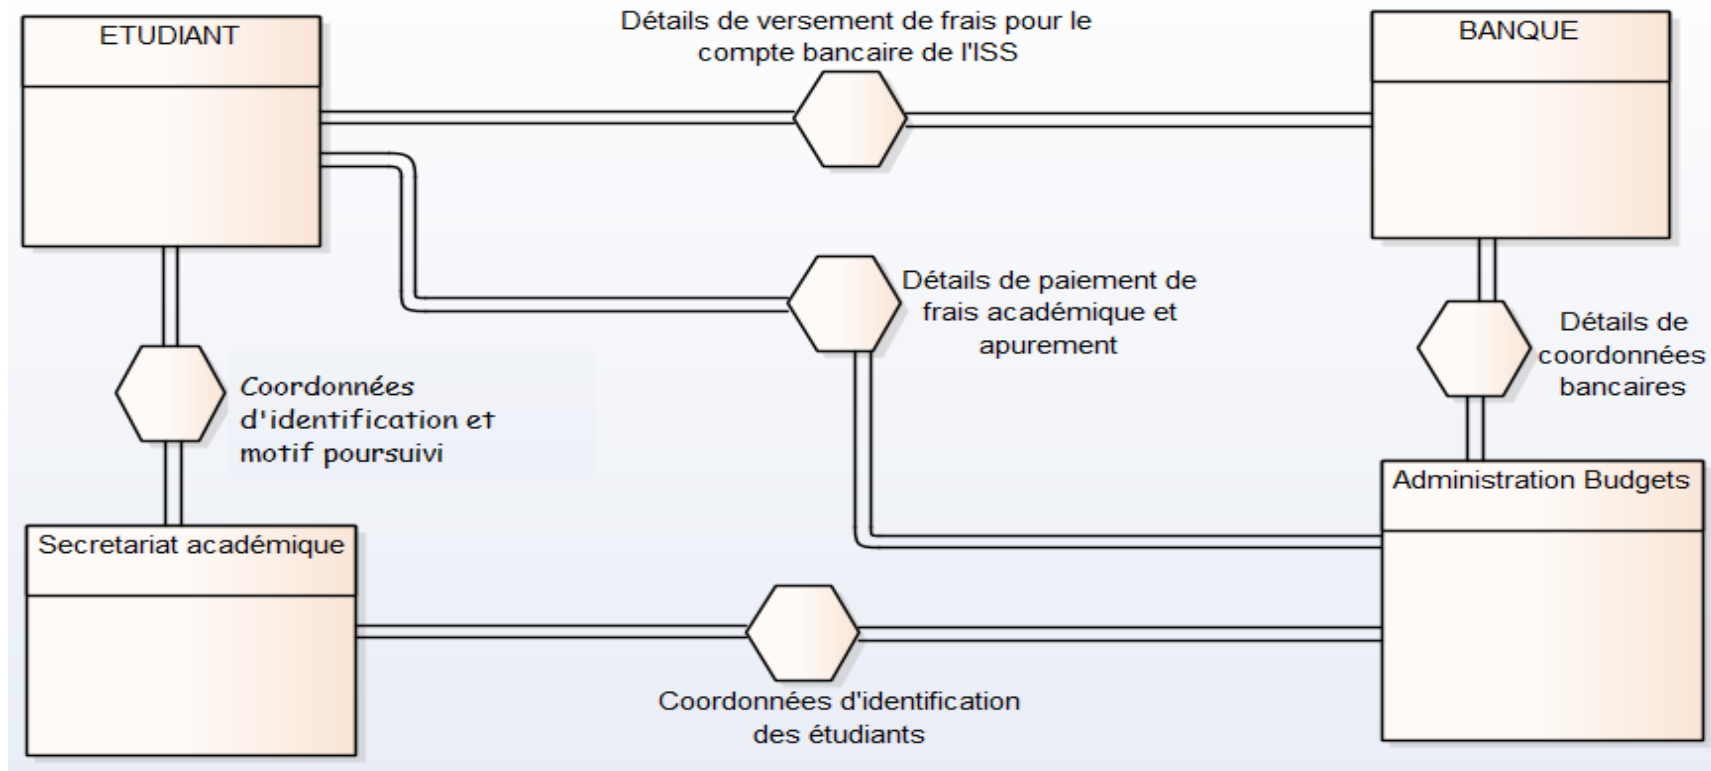 ETUDIANT
Détails de versement de frais pour le
compte bancaire de l'ISS
BANQUE
Détails de paiement de
frais académique et
apurement
Détails de
coordonnées
bancaires
Coordonnées
d'identification et
motif poursuivi
Administration Budgets
Secretariat académique
Coordonnées d'identification
des étudiants